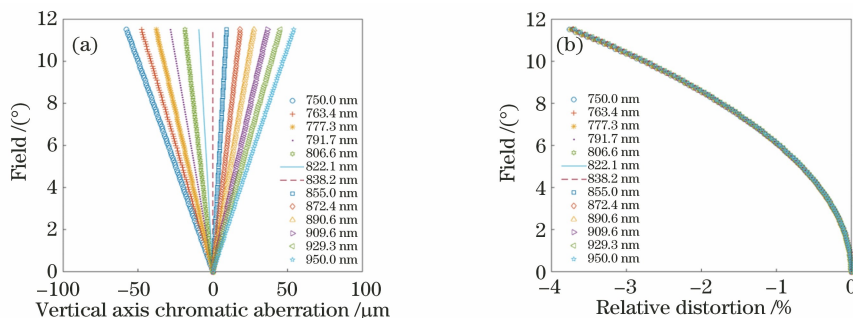 (a)
12
10
8
6
4
2
0
Field /(°)
750.0 nm
763.4 nm
777.3 nm
791.7 nm
806.6 nm
822.1 nm
838.2 nm
855.0 nm
872.4 nm
890.6 nm
909.6 nm
929.3 nm
950.0 nm
−100
−50
0
50
100
Vertical axis chromatic aberration /μm
(b)
12
10
8
6
4
2
0
Field /(°)
750.0 nm
763.4 nm
777.3 nm
791.7 nm
806.6 nm
822.1 nm
838.2 nm
855.0 nm
872.4 nm
890.6 nm
909.6 nm
929.3 nm
950.0 nm
−4
−3
−2
−1
0
Relative distortion /%